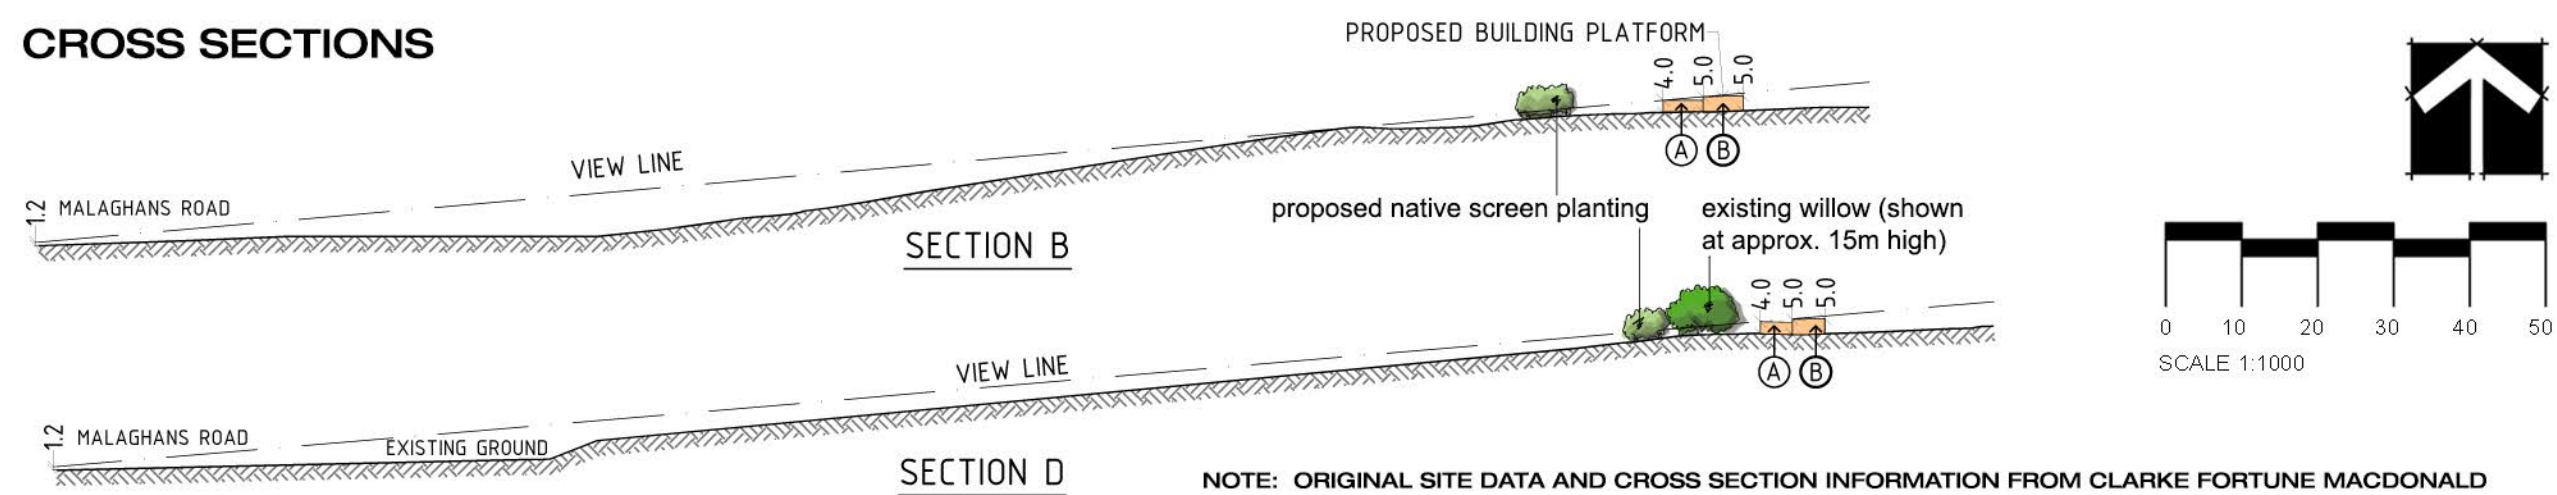 CROSS SECTIONS
PROPOSED BUILDING PLATFORM
4.0
5.0
5.0
VIEW LINE
A
B
1.2
MALAGHANS ROAD
SECTION B
proposed native screen planting
existing willow (shown
at approx. 15m high)
4.0
5.0
5.0
0 10 20 30 40 50
SCALE 1:1000
VIEW LINE
A
B
1.2
MALAGHANS ROAD
EXISTING GROUND
SECTION D
NOTE: ORIGINAL SITE DATA AND CROSS SECTION INFORMATION FROM CLARKE FORTUNE MACDONALD